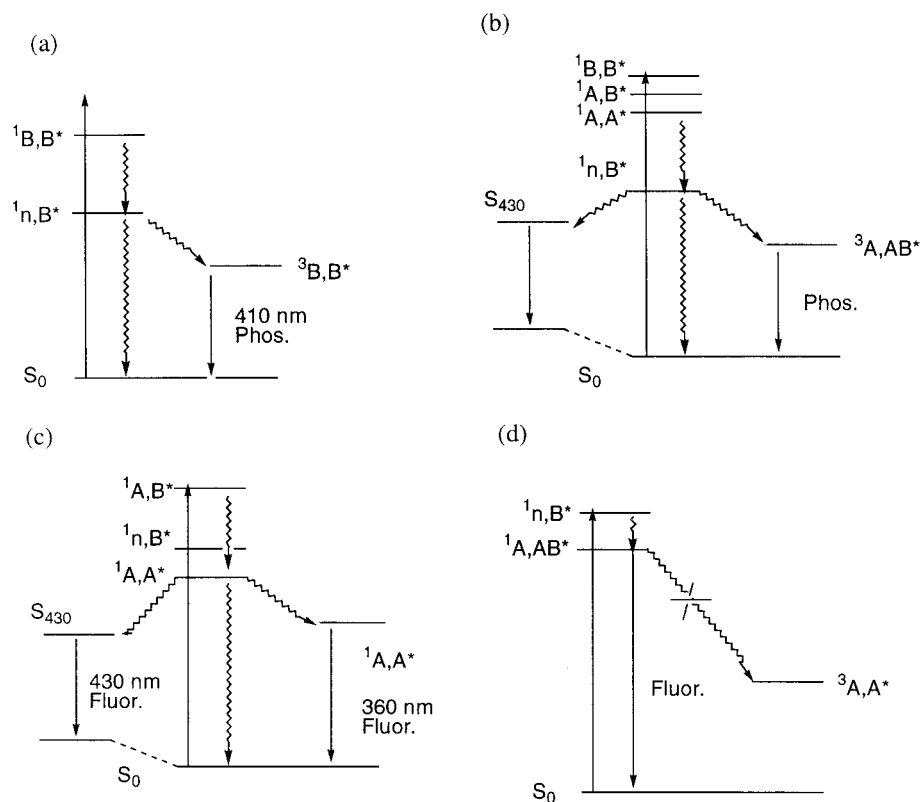 (a)
¹B,B*
¹n,B*
³B,B*
410 nm
Phos.
S₀
(b)
¹B,B*
¹A,B*
¹A,A*
¹n,B*
S₄₃₀
³A,AB*
Phos.
S₀
(c)
¹A,B*
¹n,B*
¹A,A*
S₄₃₀
¹A,A*
430 nm
Fluor.
360 nm
Fluor.
S₀
(d)
¹n,B*
¹A,AB*
³A,A*
Fluor.
S₀